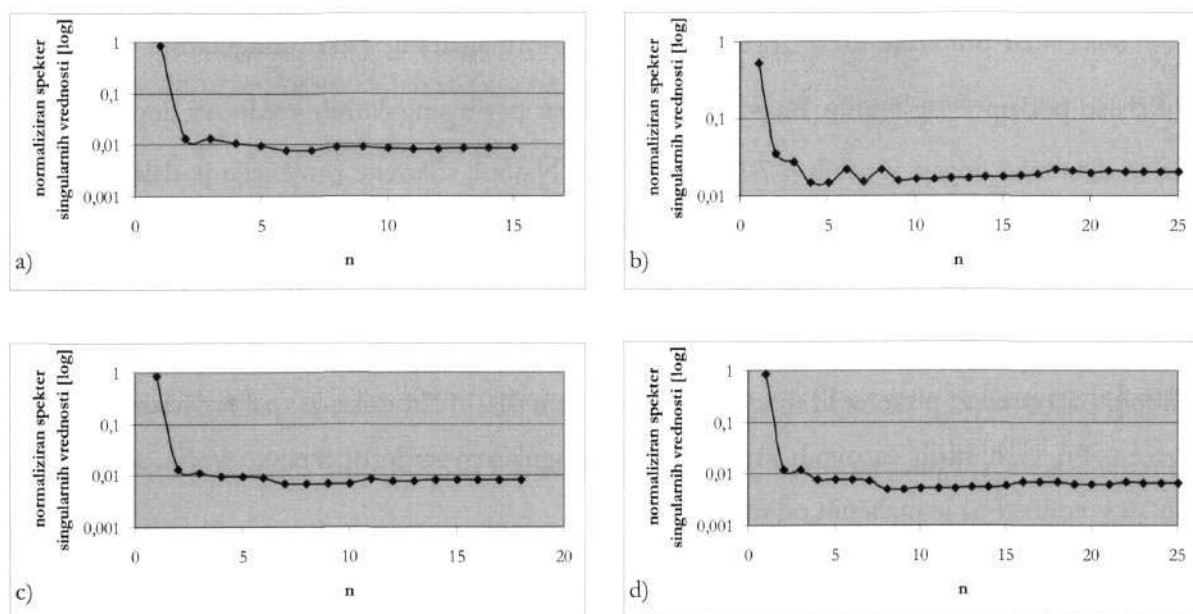 normaliziran spekter
singularnih vrednosti [log]
1
0,1
0,01
0,001
0 5 10 15
n
a)
normaliziran spekter
singularnih vrednosti [log]
1
0,1
0,01
0 5 10 15 20 25
n
b)
normaliziran spekter
singularnih vrednosti [log]
1
0,1
0,01
0,001
0 5 10 15 20
n
c)
normaliziran spekter
singularnih vrednosti [log]
1
0,1
0,01
0,001
0 5 10 15 20 25
n
d)